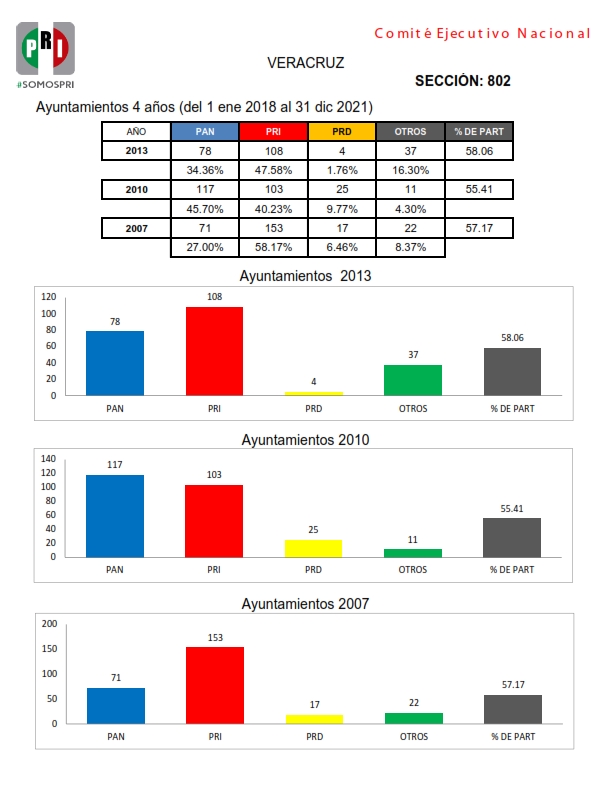 Comité Ejecutivo Nacional
PRI
#SOMOSPRI
VERACRUZ
SECCIÓN: 802
Ayuntamientos 4 años (del 1 ene 2018 al 31 dic 2021)
AÑO PAN PRI PRD OTROS % DE PART
2013 78 108 4 37 58.06
34.36% 47.58% 1.76% 16.30%
2010 117 103 25 11 55.41
45.70% 40.23% 9.77% 4.30%
2007 71 153 17 22 57.17
27.00% 58.17% 6.46% 8.37%
Ayuntamientos 2013
120
100
80
60
40
20
0
78 108 4 37 58.06
PAN PRI PRD OTROS % DE PART
Ayuntamientos 2010
140
120
100
80
60
40
20
0
117 103 25 11 55.41
PAN PRI PRD OTROS % DE PART
Ayuntamientos 2007
200
150
100
50
0
71 153 17 22 57.17
PAN PRI PRD OTROS % DE PART